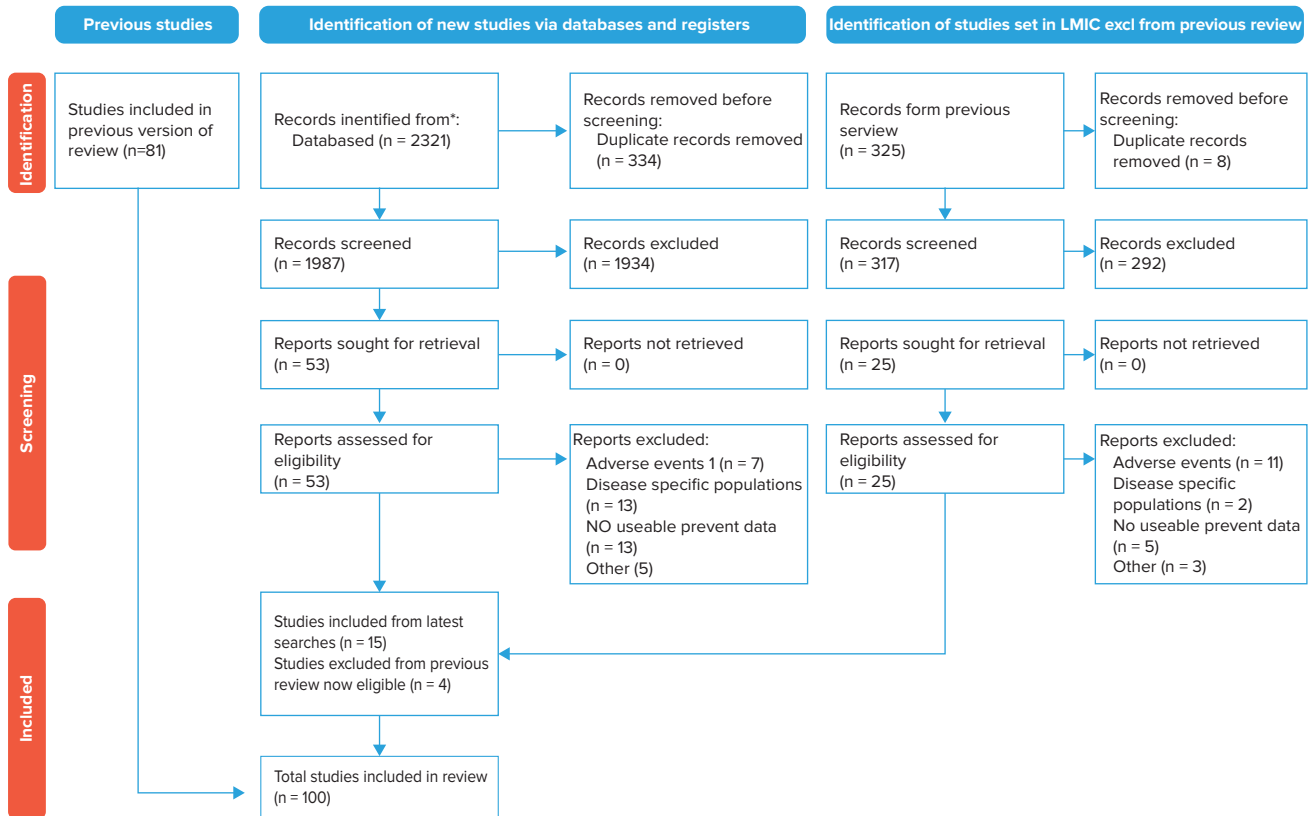 Previous studies
Identification of new studies via databases and registers
Identification of studies set in LMIC excl from previous review
Identification
Studies included in
previous version of
review (n=81)
Records inentified from*:
Databased (n = 2321)
Records removed before
screening:
Duplicate records removed
(n = 334)
Records form previous
serview
(n = 325)
Records removed before
screening:
Duplicate records
removed (n = 8)
Screening
Records screened
(n = 1987)
Records excluded
(n = 1934)
Records screened
(n = 317)
Records excluded
(n = 292)
Reports sought for retrieval
(n = 53)
Reports not retrieved
(n = 0)
Reports sought for retrieval
(n = 25)
Reports not retrieved
(n = 0)
Reports assessed for
eligibility
(n = 53)
Reports excluded:
Adverse events 1 (n = 7)
Disease specific populations
(n = 13)
NO useable prevent data
(n = 13)
Other (5)
Reports assessed for
eligibility
(n = 25)
Reports excluded:
Adverse events (n = 11)
Disease specific
populations (n = 2)
No useable prevent data
(n = 5)
Other (n = 3)
Included
Studies included from latest
searches (n = 15)
Studies excluded from previous
review now eligible (n = 4)
Total studies included in review
(n = 100)